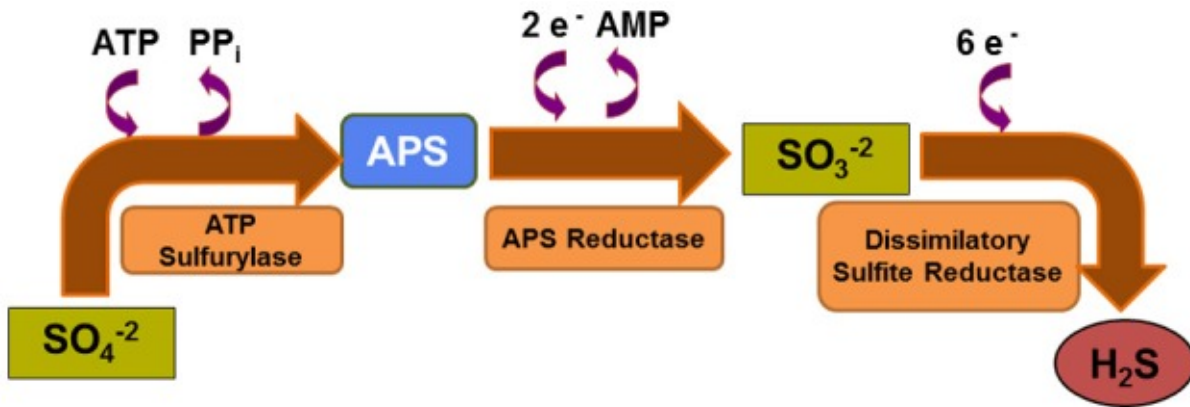 ATP PPᵢ
2 e⁻ AMP
6 e⁻
APS
SO₃⁻²
ATP
Sulfurylase
APS Reductase
Dissimilatory
Sulfite Reductase
SO₄⁻²
H₂S